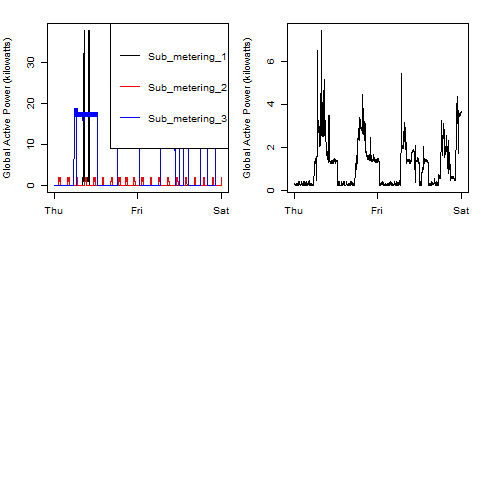 Global Active Power (kilowatts)
0 10 20 30
Thu Fri Sat
Sub_metering_1
Sub_metering_2
Sub_metering_3
Global Active Power (kilowatts)
0 2 4 6
Thu Fri Sat